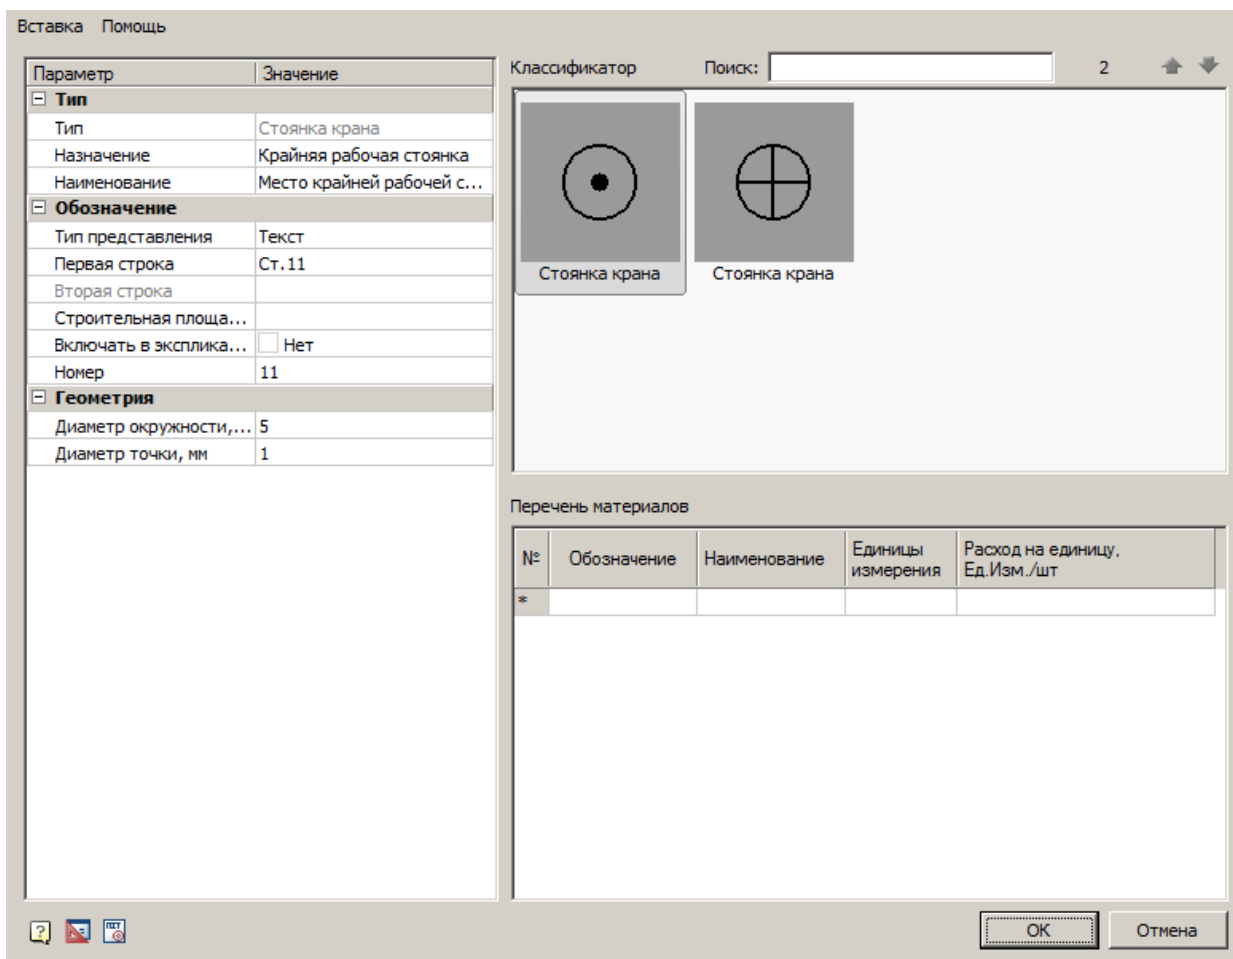 Вставка Помощь
Параметр Значение
Тип
Тип Стоянка крана
Назначение Крайняя рабочая стоянка
Наименование Место крайней рабочей с...
Обозначение
Тип представления Текст
Первая строка Ст.11
Вторая строка
Строительная площа...
Включать в эксплика... Нет
Номер 11
Геометрия
Диаметр окружности,... 5
Диаметр точки, мм 1
Классификатор Поиск: 2
Стоянка крана Стоянка крана
Перечень материалов
№ Обозначение Наименование Единицы измерения Расход на единицу, Ед.Изм./шт
*
ОК Отмена